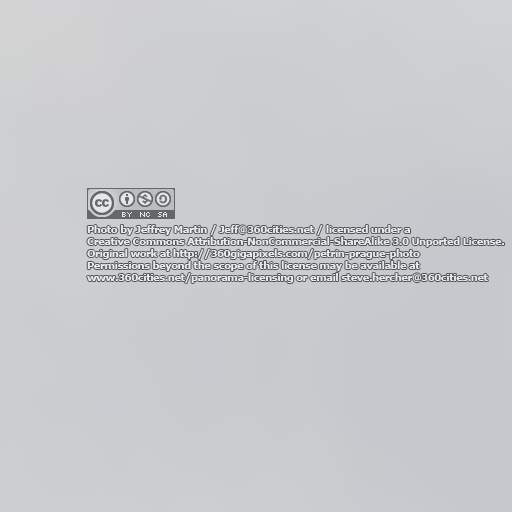 cc
BY NC SA
Photo by Jeffrey Martin / Jeff@360cities.net / licensed under a
Creative Commons Attribution-NonCommercial-ShareAlike 3.0 Unported License.
Original work at http://360gigapixels.com/petrin-prague-photo
Permissions beyond the scope of this license may be available at
www.360cities.net/panorama-licensing or email steve.hercher@360cities.net